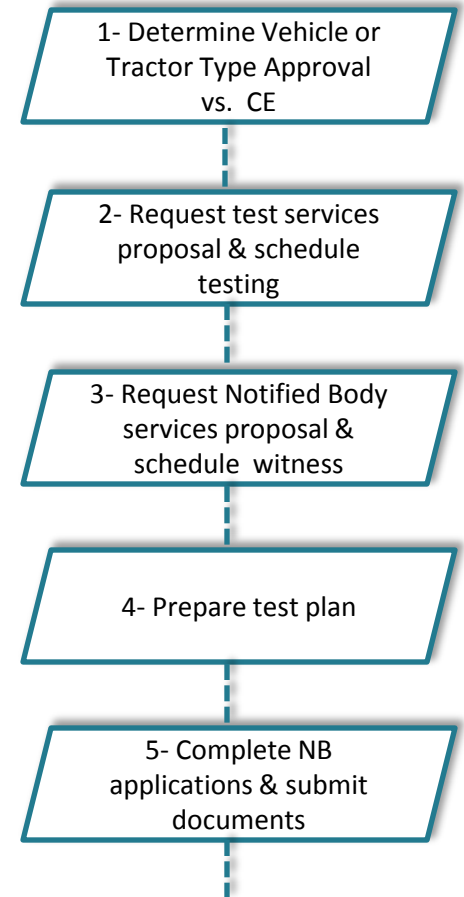 1- Determine Vehicle or
Tractor Type Approval
vs. CE
2- Request test services
proposal & schedule
testing
3- Request Notified Body
services proposal &
schedule witness
4- Prepare test plan
5- Complete NB
applications & submit
documents